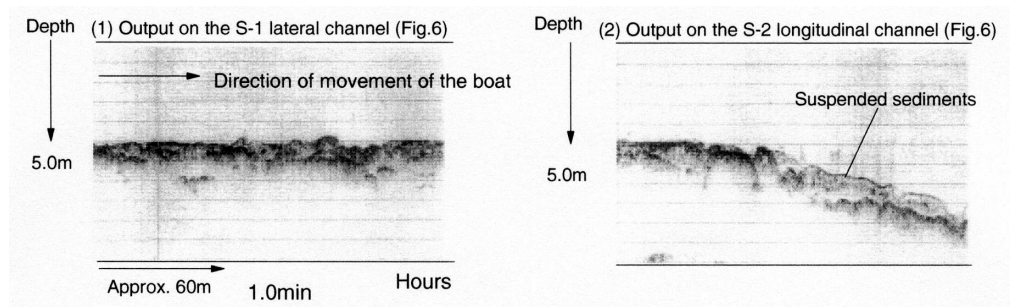 Depth
(1) Output on the S-1 lateral channel (Fig.6)
Direction of movement of the boat
5.0m
Approx. 60m
1.0min
Hours
Depth
(2) Output on the S-2 longitudinal channel (Fig.6)
Suspended sediments
5.0m